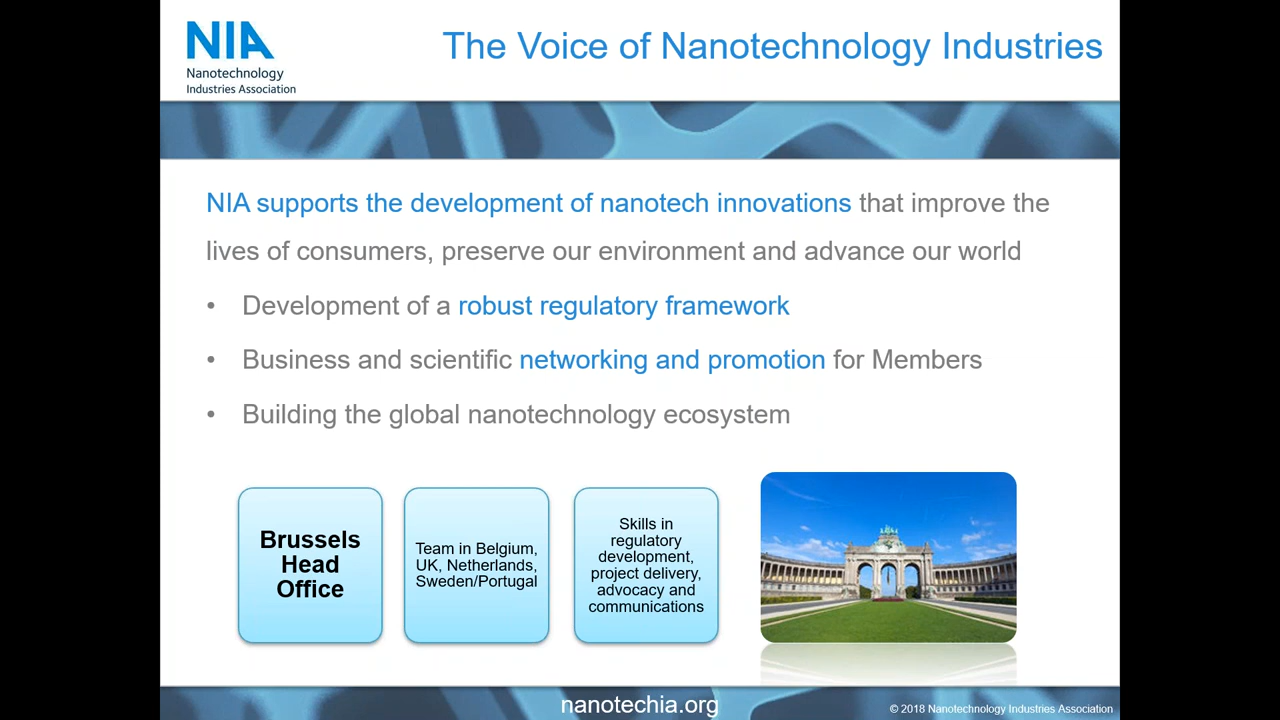 NIA
Nanotechnology
Industries Association
The Voice of Nanotechnology Industries
NIA supports the development of nanotech innovations that improve the
lives of consumers, preserve our environment and advance our world
• Development of a robust regulatory framework
• Business and scientific networking and promotion for Members
• Building the global nanotechnology ecosystem
Brussels
Head
Office
Team in Belgium,
UK, Netherlands,
Sweden/Portugal
Skills in
regulatory
development,
project delivery,
advocacy and
communications
nanotechia.org
© 2018 Nanotechnology Industries Association